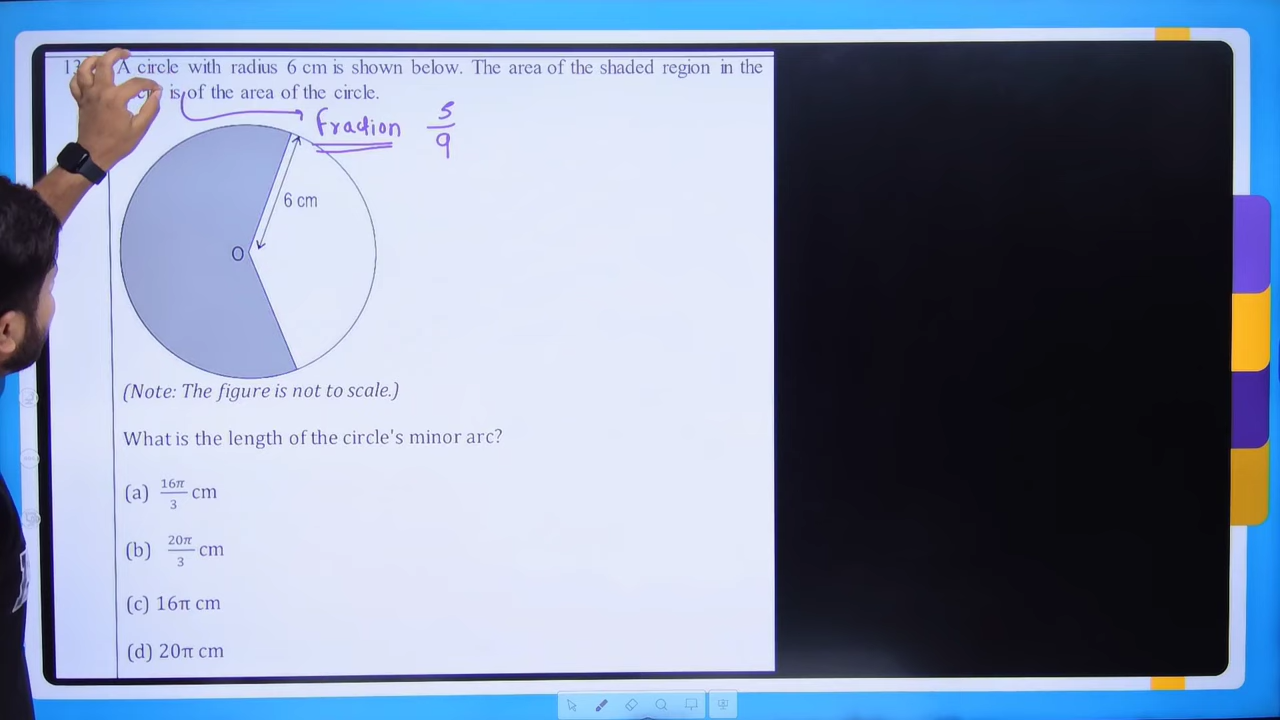 13 A circle with radius 6 cm is shown below. The area of the shaded region in the
is of the area of the circle.
fraction 5/9
6 cm
O
(Note: The figure is not to scale.)
What is the length of the circle's minor arc?
(a) 16π/3 cm
(b) 20π/3 cm
(c) 16π cm
(d) 20π cm